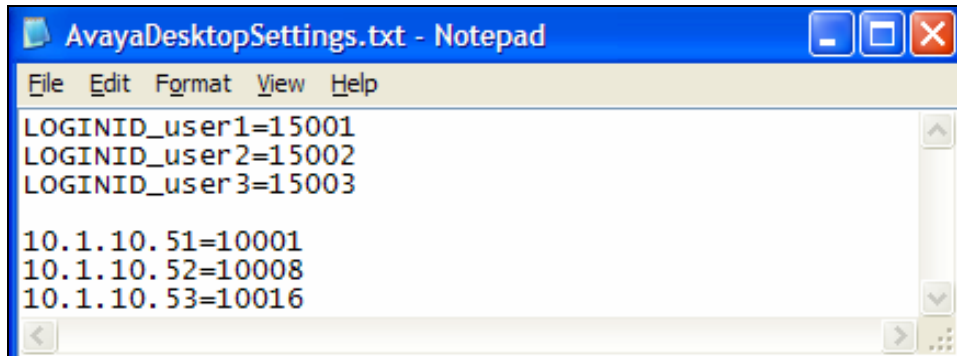 AvayaDesktopSettings.txt - Notepad
File Edit Format View Help
LOGINID_user1=15001
LOGINID_user2=15002
LOGINID_user3=15003
10.1.10.51=10001
10.1.10.52=10008
10.1.10.53=10016